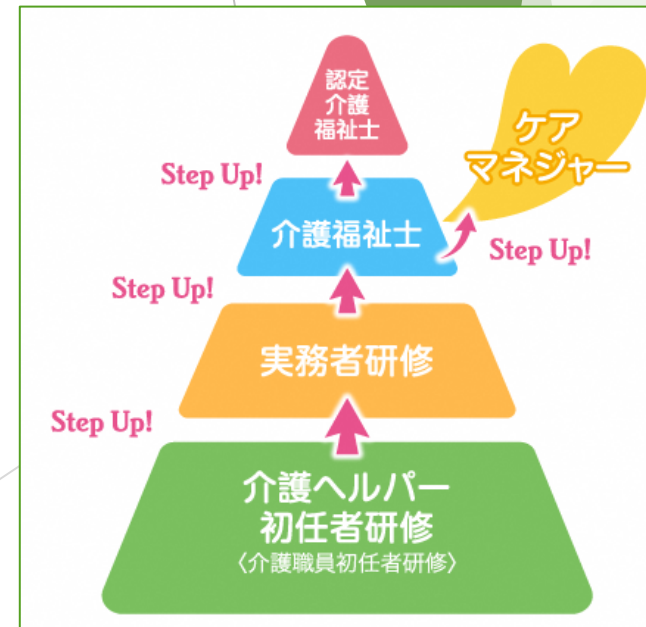 認定
介護
福祉士
ケア
マネジャー
Step Up!
介護福祉士
Step Up!
Step Up!
実務者研修
Step Up!
介護ヘルパー
初任者研修
〈介護職員初任者研修〉